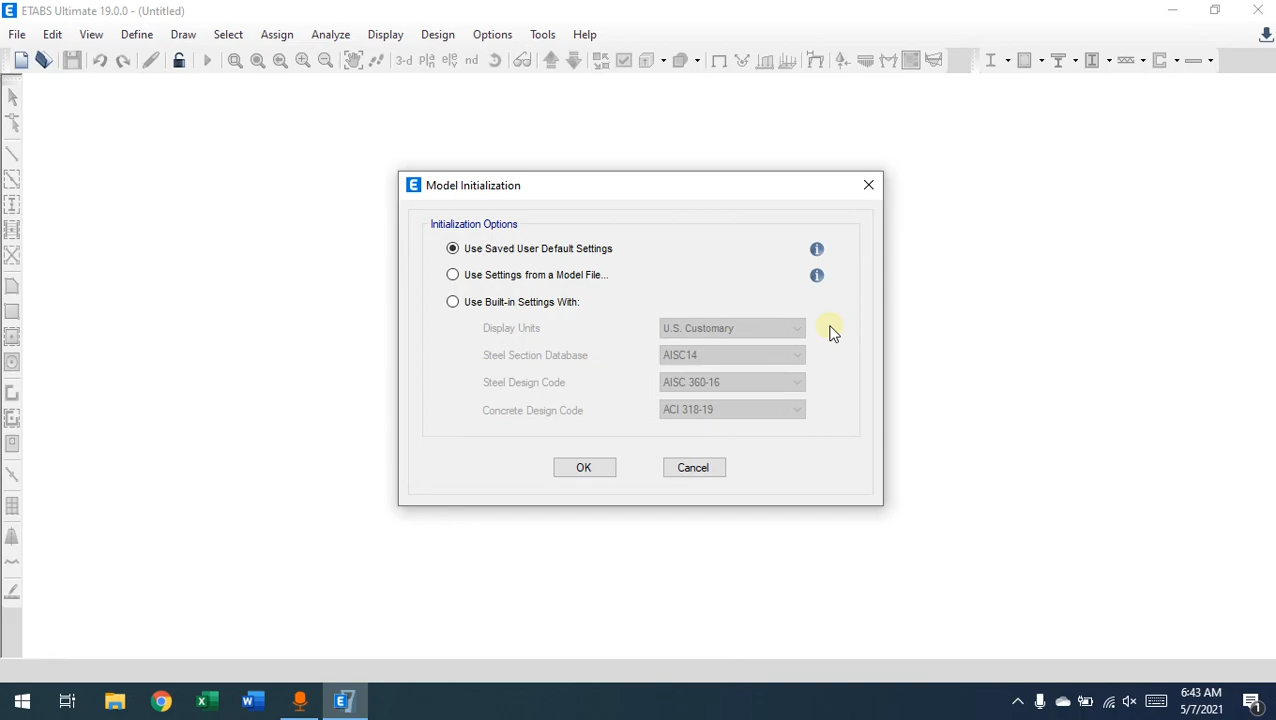 ETABS Ultimate 19.0.0 - (Untitled)
File Edit View Define Draw Select Assign Analyze Display Design Options Tools Help
3-d nd
Model Initialization
Initialization Options
Use Saved User Default Settings
Use Settings from a Model File...
Use Built-in Settings With:
Display Units U.S. Customary
Steel Section Database AISC14
Steel Design Code AISC 360-16
Concrete Design Code ACI 318-19
OK Cancel
6:43 AM
5/7/2021